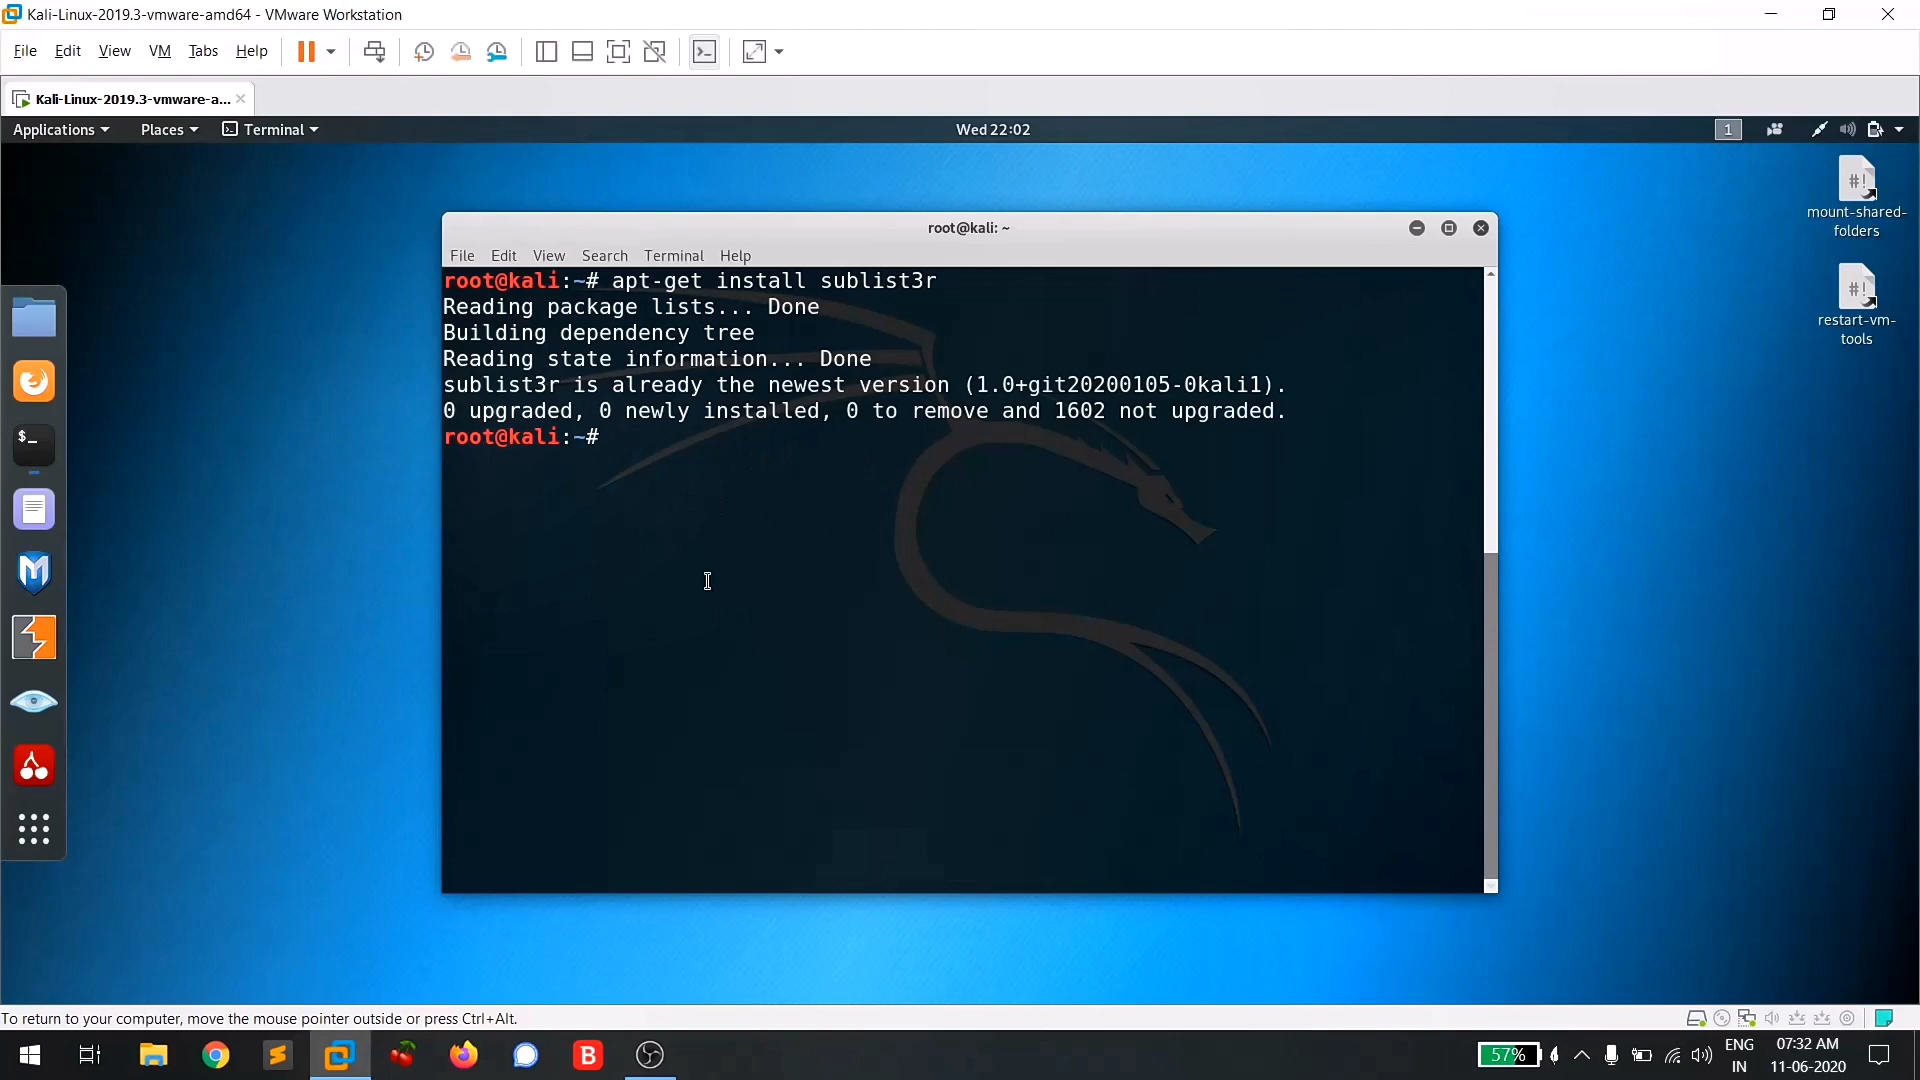 Kali-Linux-2019.3-vmware-amd64 - VMware Workstation
File Edit View VM Tabs Help
Kali-Linux-2019.3-vmware-a...
Applications Places Terminal Wed 22:02 1
mount-shared-
folders
restart-vm-
tools
root@kali: ~
File Edit View Search Terminal Help
root@kali:~# apt-get install sublist3r
Reading package lists... Done
Building dependency tree
Reading state information... Done
sublist3r is already the newest version (1.0+git20200105-0kali1).
0 upgraded, 0 newly installed, 0 to remove and 1602 not upgraded.
root@kali:~#
To return to your computer, move the mouse pointer outside or press Ctrl+Alt.
57% ENG 07:32 AM
IN 11-06-2020